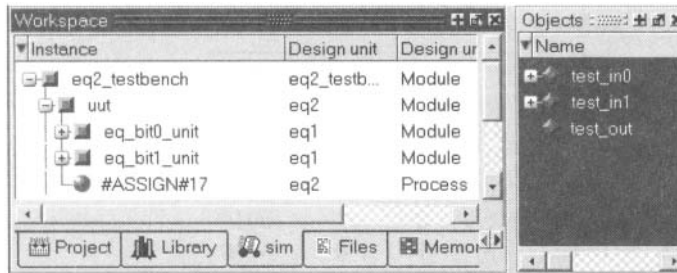 Workspace
Instance Design unit Design ur
eq2_testbench eq2_testb... Module
uut eq2 Module
eq_bit0_unit eq1 Module
eq_bit1_unit eq1 Module
#ASSIGN#17 eq2 Process
Project Library sim Files Memor
Objects
Name
test_in0
test_in1
test_out